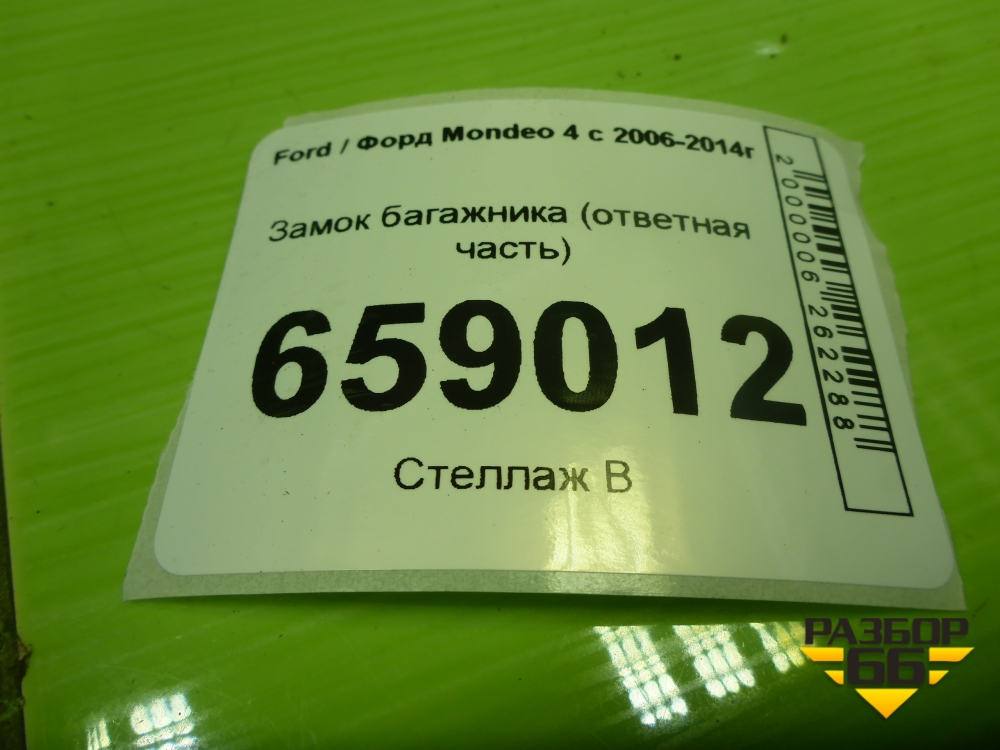 Ford / Форд Mondeo 4 с 2006-2014г
Замок багажника (ответная
часть)
659012
Стеллаж В
2000006262288
РАЗБОР
66